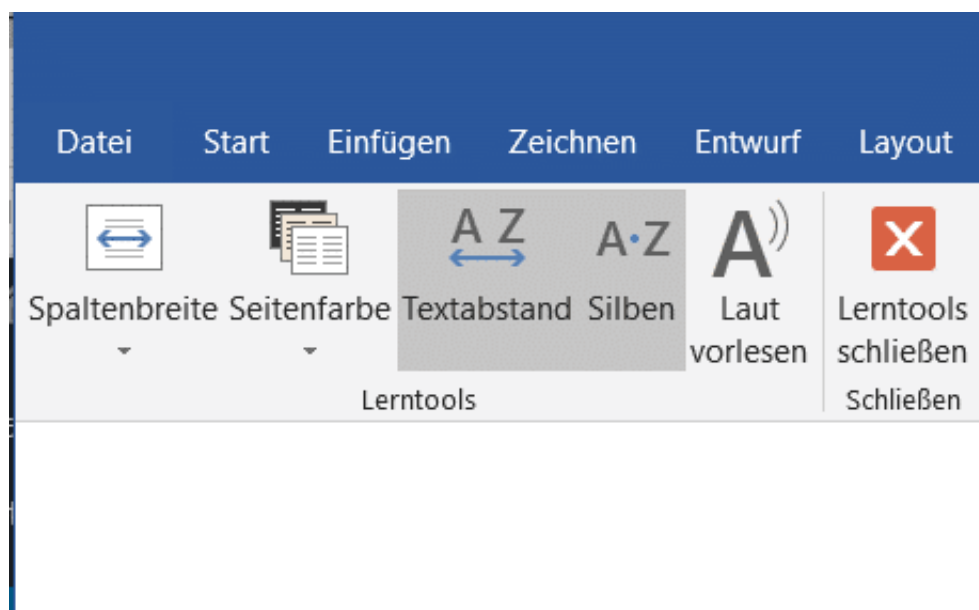 Datei Start Einfügen Zeichnen Entwurf Layout
A Z A·Z A
Spaltenbreite Seitenfarbe Textabstand Silben Laut vorlesen Lerntools schließen
Lerntools Schließen